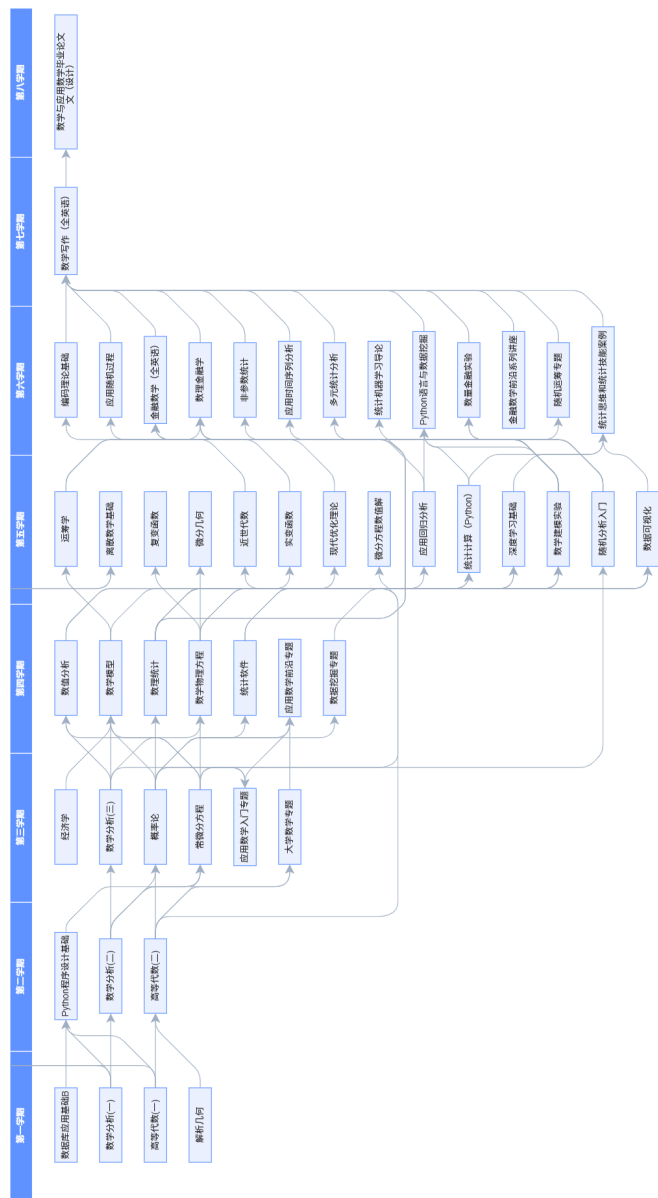 第一学期
数据库应用基础B
数学分析(一)
高等代数(一)
解析几何
第二学期
Python程序设计基础
数学分析(二)
高等代数(二)
第三学期
经济学
数学分析(三)
概率论
常微分方程
应用数学入门专题
大学数学专题
第四学期
数值分析
数学模型
数理统计
数学物理方程
统计软件
应用数学前沿专题
数据挖掘专题
第五学期
运筹学
离散数学基础
复变函数
微分几何
近世代数
实变函数
现代优化理论
微分方程数值解
应用回归分析
统计计算（Python）
深度学习基础
数学建模实验
随机分析入门
数据可视化
第六学期
编码理论基础
应用随机过程
金融数学（全英语）
数理金融学
非参数统计
应用时间序列分析
多元统计分析
统计机器学习导论
Python语言与数据挖掘
数量金融实验
金融数学前沿系列讲座
随机运筹专题
统计思维和统计技能案例
第七学期
数学写作（全英语）
第八学期
数学与应用数学毕业论文
文（设计）